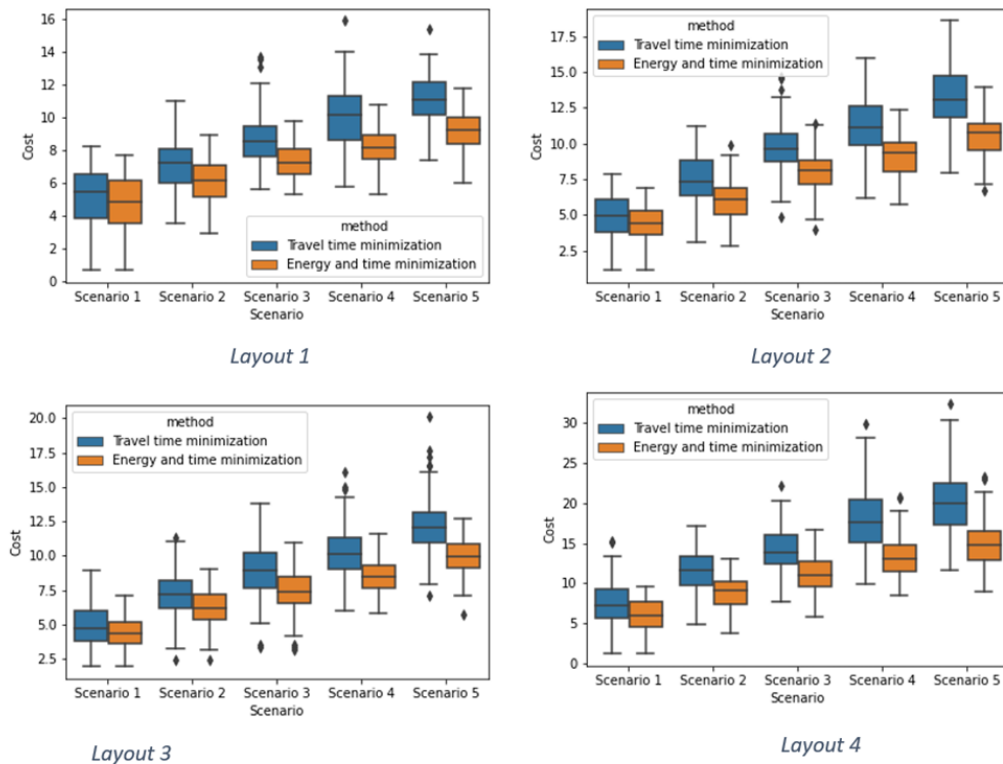 16
14
12
10
8
6
4
2
0
Cost
method
Travel time minimization
Energy and time minimization
Scenario 1 Scenario 2 Scenario 3 Scenario 4 Scenario 5
Scenario
Layout 1
17.5
15.0
12.5
10.0
7.5
5.0
2.5
Cost
method
Travel time minimization
Energy and time minimization
Scenario 1 Scenario 2 Scenario 3 Scenario 4 Scenario 5
Scenario
Layout 2
20.0
17.5
15.0
12.5
10.0
7.5
5.0
2.5
Cost
method
Travel time minimization
Energy and time minimization
Scenario 1 Scenario 2 Scenario 3 Scenario 4 Scenario 5
Scenario
Layout 3
30
25
20
15
10
5
0
Cost
method
Travel time minimization
Energy and time minimization
Scenario 1 Scenario 2 Scenario 3 Scenario 4 Scenario 5
Scenario
Layout 4